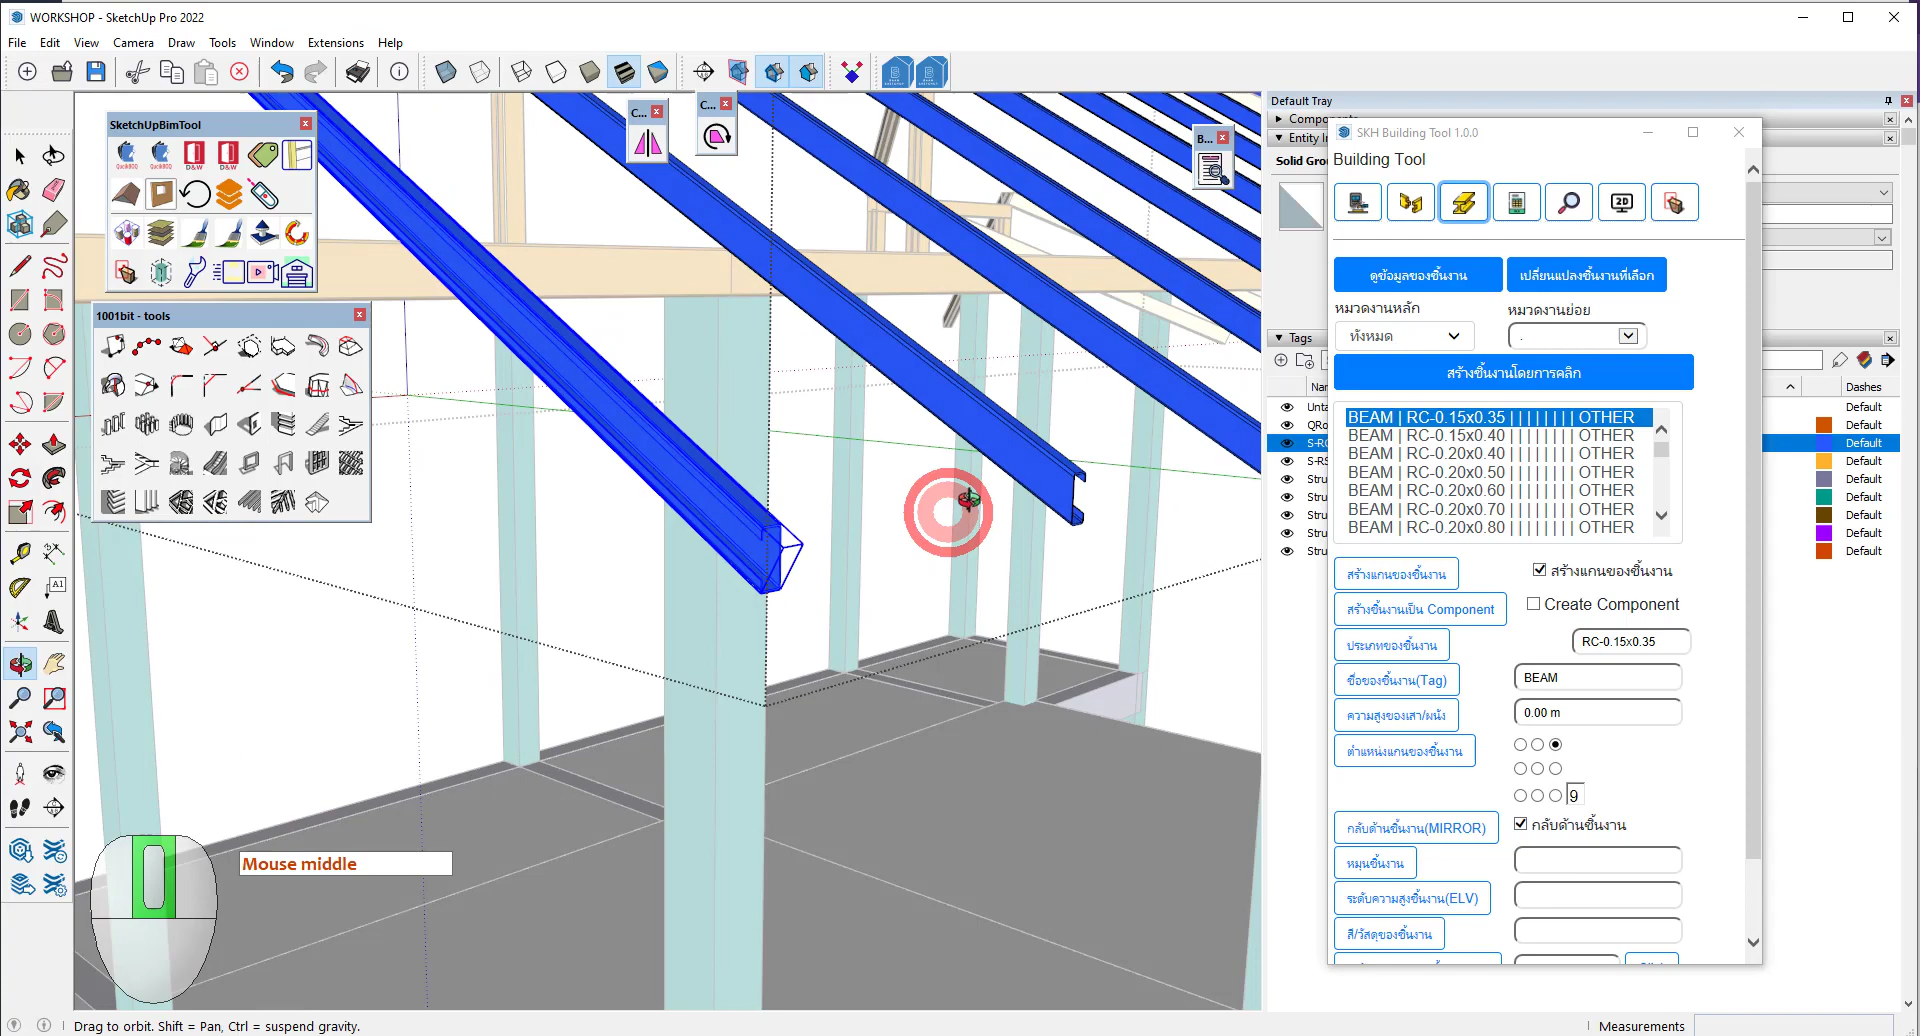 WORKSHOP - SketchUp Pro 2022
File Edit View Camera Draw Tools Window Extensions Help
SketchUpBimTool
C...
C...
B...
1001bit - tools
Default Tray
Entity In
Solid Grou
Tags
Dashes
Unta
Default
QRo
Default
S-RO
Default
S-RS
Default
Stru
Default
Stru
Default
Stru
Default
Stru
Default
Stru
Default
SKH Building Tool 1.0.0
Building Tool
2D
ดูข้อมูลของชิ้นงาน
เปลี่ยนแปลงชิ้นงานที่เลือก
หมวดงานหลัก
หมวดงานย่อย
ทั้งหมด
.
สร้างชิ้นงานโดยการคลิก
BEAM | RC-0.15x0.35 | | | | | | | | OTHER
BEAM | RC-0.15x0.40 | | | | | | | | OTHER
BEAM | RC-0.20x0.40 | | | | | | | | OTHER
BEAM | RC-0.20x0.50 | | | | | | | | OTHER
BEAM | RC-0.20x0.60 | | | | | | | | OTHER
BEAM | RC-0.20x0.70 | | | | | | | | OTHER
BEAM | RC-0.20x0.80 | | | | | | | | OTHER
สร้างแกนของชิ้นงาน
สร้างแกนของชิ้นงาน
สร้างชิ้นงานเป็น Component
Create Component
ประเภทของชิ้นงาน
RC-0.15x0.35
ชื่อของชิ้นงาน(Tag)
BEAM
ความสูงของเสา/ผนัง
0.00 m
ตำแหน่งแกนของชิ้นงาน
9
กลับด้านชิ้นงาน(MIRROR)
กลับด้านชิ้นงาน
หมุนชิ้นงาน
ระดับความสูงชิ้นงาน(ELV)
สี/วัสดุของชิ้นงาน
Mouse middle
Drag to orbit. Shift = Pan, Ctrl = suspend gravity.
Measurements